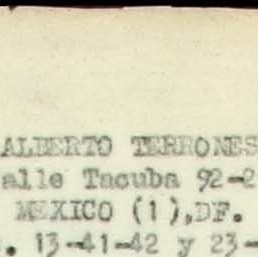 ALBERTO TERRONES
alle Tacuba 92-2
MEXICO (1),DF.
. 13-41-42 y 23-